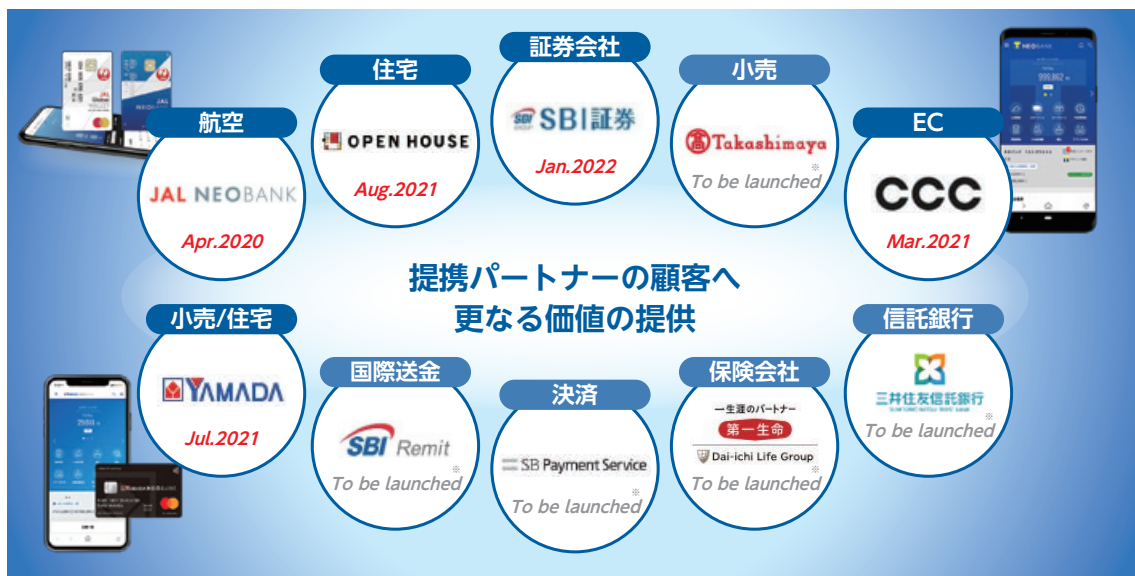 証券会社
SBI証券
Jan.2022
住宅
OPEN HOUSE
Aug.2021
小売
Takashimaya
※
To be launched
航空
JAL NEOBANK
Apr.2020
EC
CCC
Mar.2021
提携パートナーの顧客へ
更なる価値の提供
小売/住宅
YAMADA
Jul.2021
国際送金
SBI Remit
※
To be launched
決済
SB Payment Service
※
To be launched
保険会社
一生涯のパートナー
第一生命
Dai-ichi Life Group
※
To be launched
信託銀行
三井住友信託銀行
※
To be launched
JAL
NEOBANK
999,862